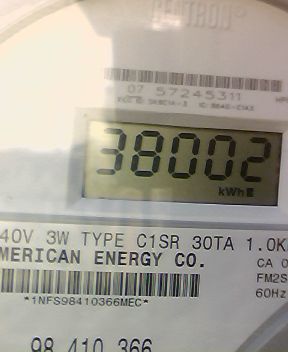 CENTRON®
07 57245311
38002
kWh
40V 3W TYPE C1SR 30TA 1.0K
MERICAN ENERGY CO.
CA 0
FM2S
60Hz
*1NFS98410366MEC*
98 410 366